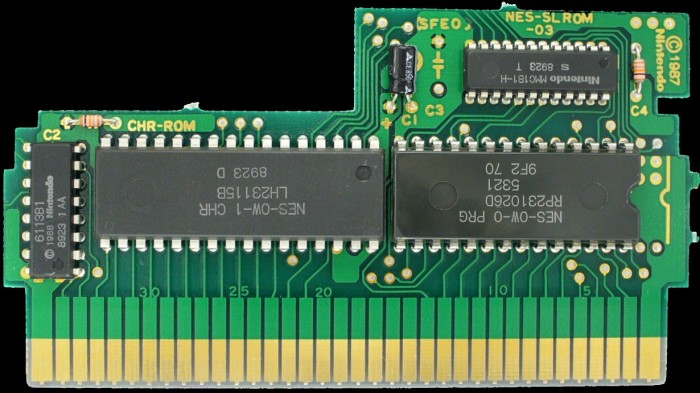 (SFEO)
NES-SLROM
-03
©1987
Nintendo
Nintendo
MMC1B1-H
S 8923 T
C2
CHR-ROM
+
C1
C3
C4
6113B1
© 1986 Nintendo
8923 1 AA
NES-OW-1 CHR
LH23115B
8923 D
NES-OW-0 PRG
RP231026D
5321
9F2 70
30
25
20
10
5